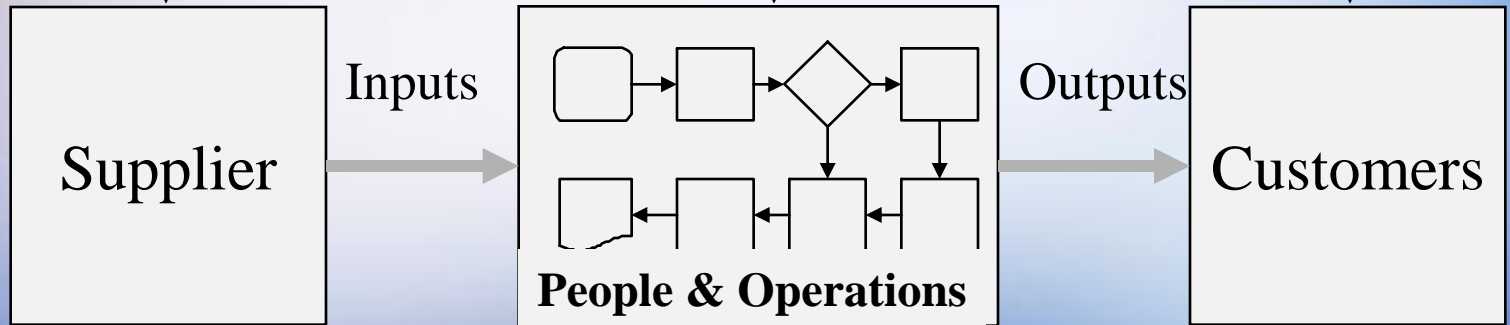 Supplier
Inputs
People & Operations
Outputs
Customers